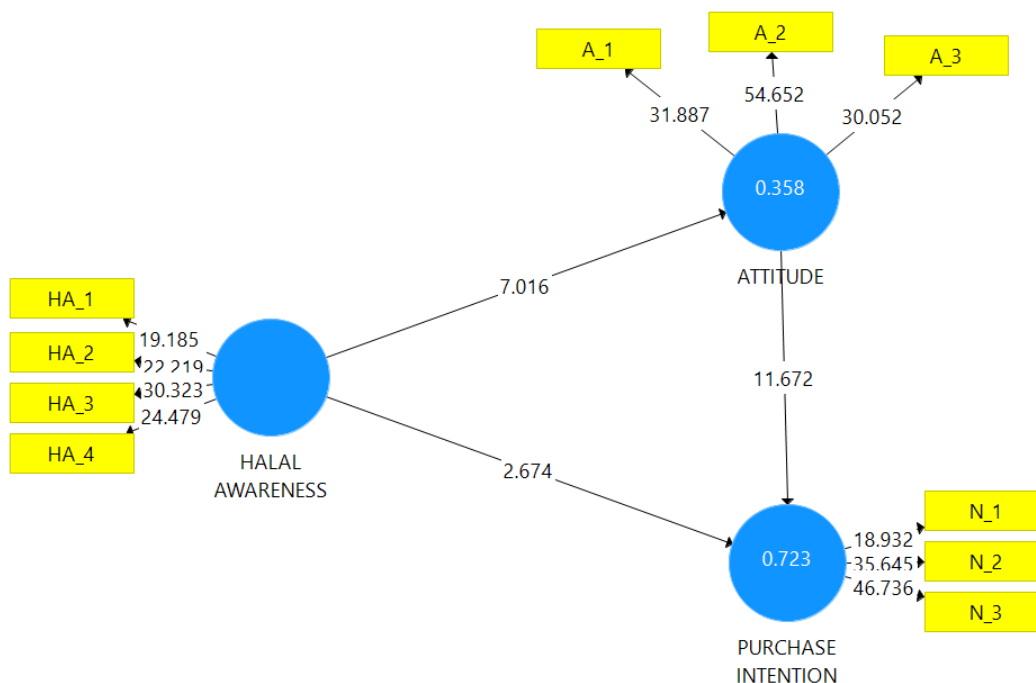 A_1
A_2
A_3
31.887
54.652
30.052
0.358
ATTITUDE
7.016
HA_1
HA_2
HA_3
HA_4
19.185
22.219
30.323
24.479
HALAL
AWARENESS
11.672
2.674
0.723
18.932
35.645
46.736
N_1
N_2
N_3
PURCHASE
INTENTION